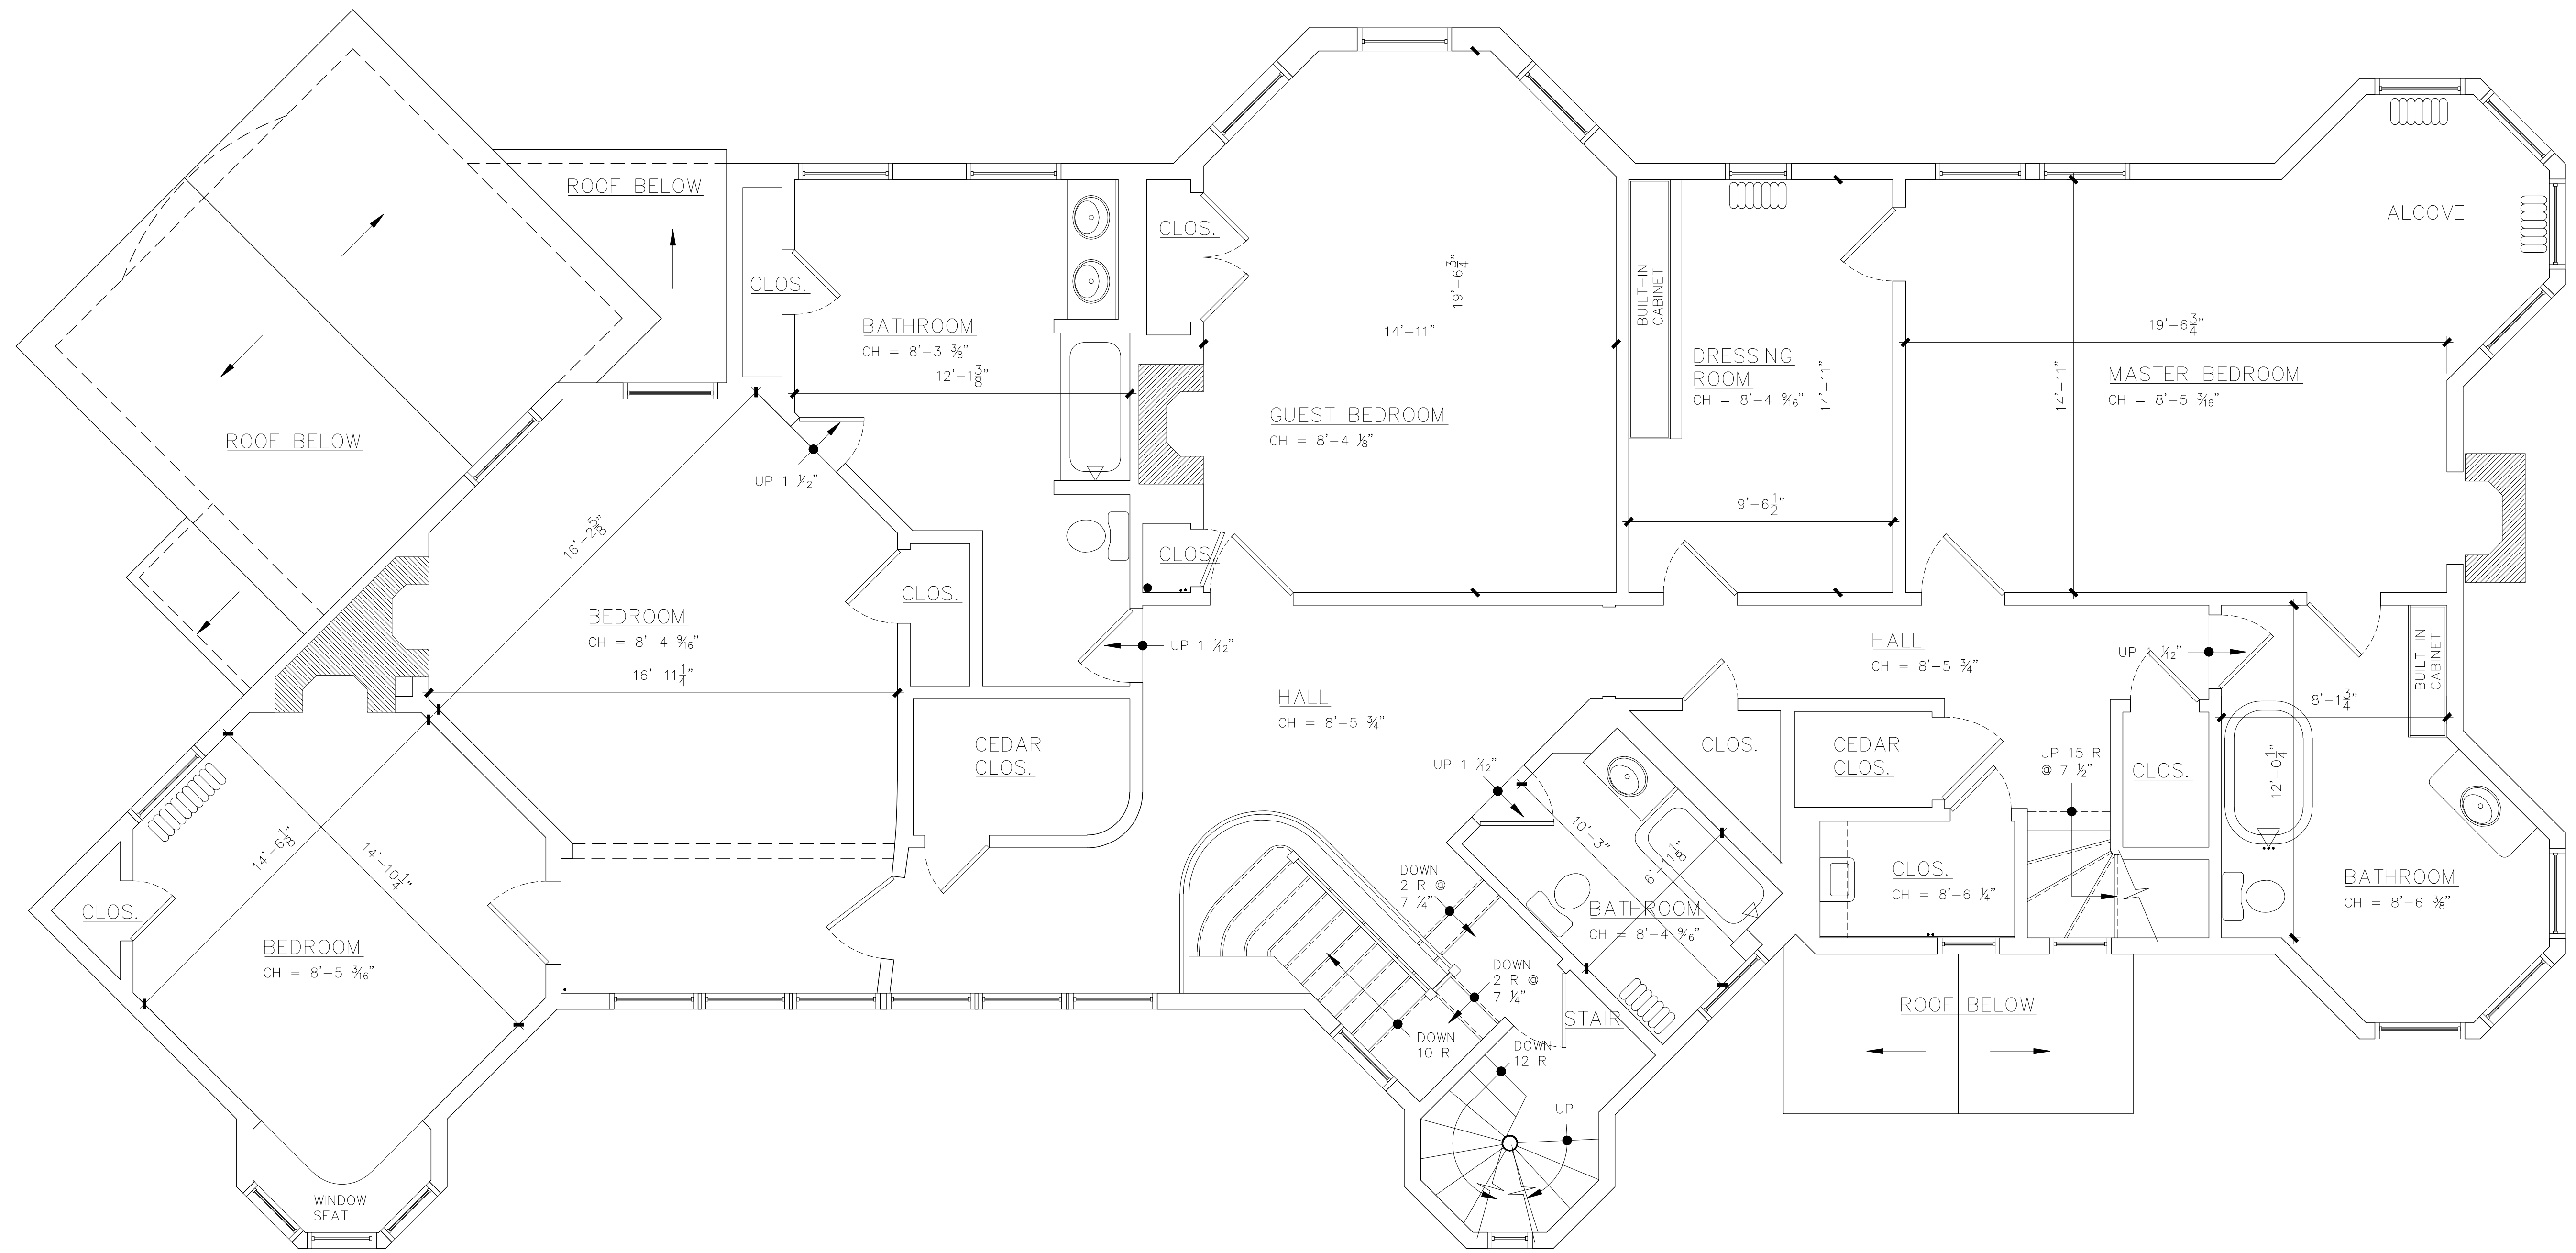 ROOF BELOW
ROOF BELOW
CLOS.
BATHROOM
CH = 8'-3 3/8"
12'-1 3/8"
UP 1 1/12"
CLOS.
CLOS.
GUEST BEDROOM
CH = 8'-4 1/8"
14'-11"
19'-6 3/4"
BUILT-IN
CABINET
DRESSING
ROOM
CH = 8'-4 9/16"
14'-11"
9'-6 1/2"
14'-11"
19'-6 3/4"
MASTER BEDROOM
CH = 8'-5 3/16"
ALCOVE
16'-2 5/8"
BEDROOM
CH = 8'-4 9/16"
16'-11 1/4"
CLOS.
UP 1 1/12"
CEDAR
CLOS.
HALL
CH = 8'-5 3/4"
HALL
CH = 8'-5 3/4"
UP 1 1/12"
BUILT-IN
CABINET
8'-1 3/4"
12'-0 1/4"
BATHROOM
CH = 8'-6 3/8"
CLOS.
UP 15 R
@ 7 1/2"
CEDAR
CLOS.
CLOS.
CLOS.
CH = 8'-6 1/4"
UP 1 1/12"
10'-3"
6'-11 1/8"
BATHROOM
CH = 8'-4 9/16"
DOWN
2 R @
7 1/4"
DOWN
2 R @
7 1/4"
DOWN
10 R
STAIR
DOWN
12 R
UP
ROOF BELOW
14'-6 1/8"
14'-10 1/4"
CLOS.
BEDROOM
CH = 8'-5 3/16"
WINDOW
SEAT